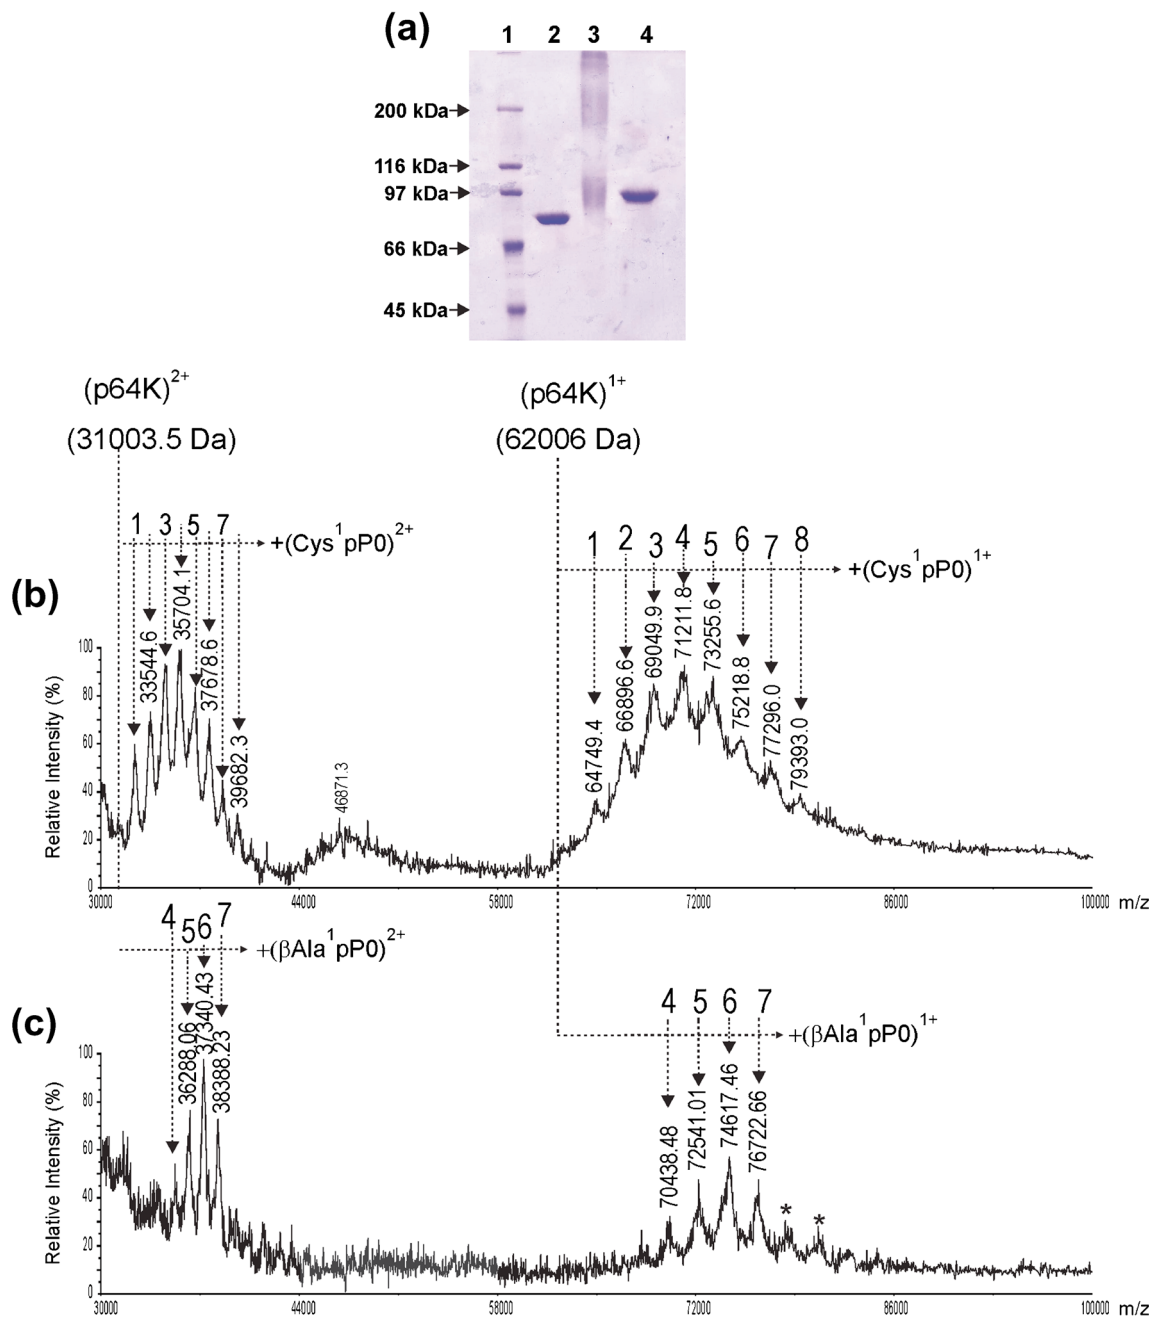 (a)
1 2 3 4
200 kDa
116 kDa
97 kDa
66 kDa
45 kDa
(p64K)2+
(31003.5 Da)
(p64K)1+
(62006 Da)
1 3 5 7
+(Cys1pP0)2+
1 2 3 4 5 6 7 8
+(Cys1pP0)1+
(b)
33544.6
35704.1
37678.6
39682.3
46871.3
64749.4
66896.6
69049.9
71211.8
73255.6
75218.8
77296.0
79393.0
Relative Intensity (%)
100
80
60
40
20
0
30000 44000 58000 72000 86000 100000 m/z
4 5 6 7
+(βAla1pP0)2+
4 5 6 7
+(βAla1pP0)1+
(c)
36288.06
37340.43
38388.23
70438.48
72541.01
74617.46
76722.66
* *
Relative Intensity (%)
100
80
60
40
20
0
30000 44000 58000 72000 86000 100000 m/z